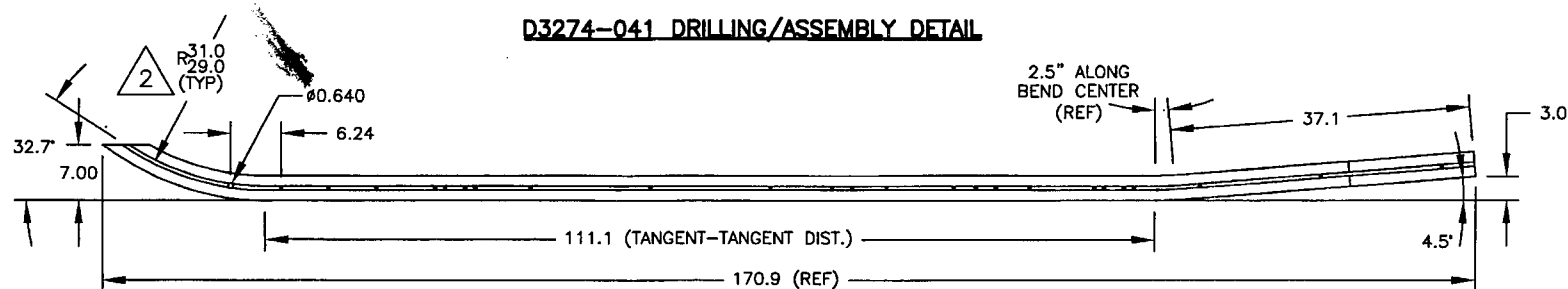 D3274-041 DRILLING/ASSEMBLY DETAIL
2
R31.0
29.0
(TYP)
Ø0.640
6.24
2.5" ALONG
BEND CENTER
(REF)
37.1
3.0
32.7°
7.00
111.1 (TANGENT-TANGENT DIST.)
4.5°
170.9 (REF)